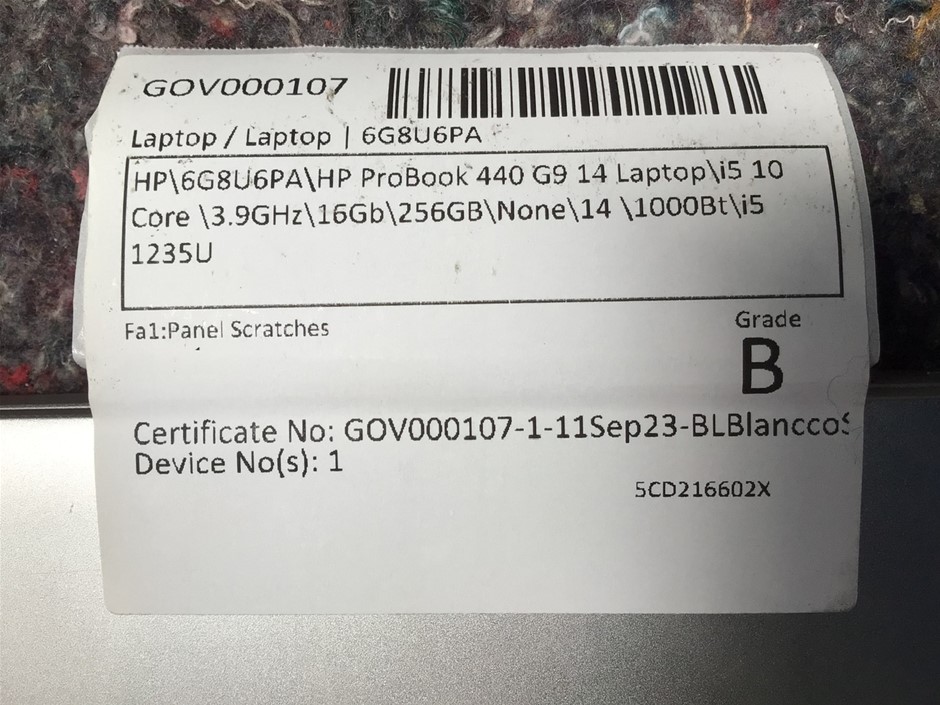 GOV000107
Laptop / Laptop | 6G8U6PA
HP\6G8U6PA\HP ProBook 440 G9 14 Laptop\i5 10
Core \3.9GHz\16Gb\256GB\None\14 \1000Bt\i5
1235U
Fa1:Panel Scratches
Grade
B
Certificate No: GOV000107-1-11Sep23-BLBlanccoS
Device No(s): 1
5CD216602X